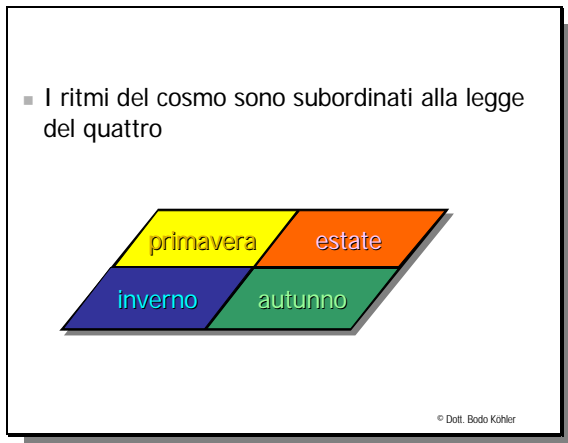 I ritmi del cosmo sono subordinati alla legge
del quattro
primavera estate
inverno autunno
© Dott. Bodo Köhler